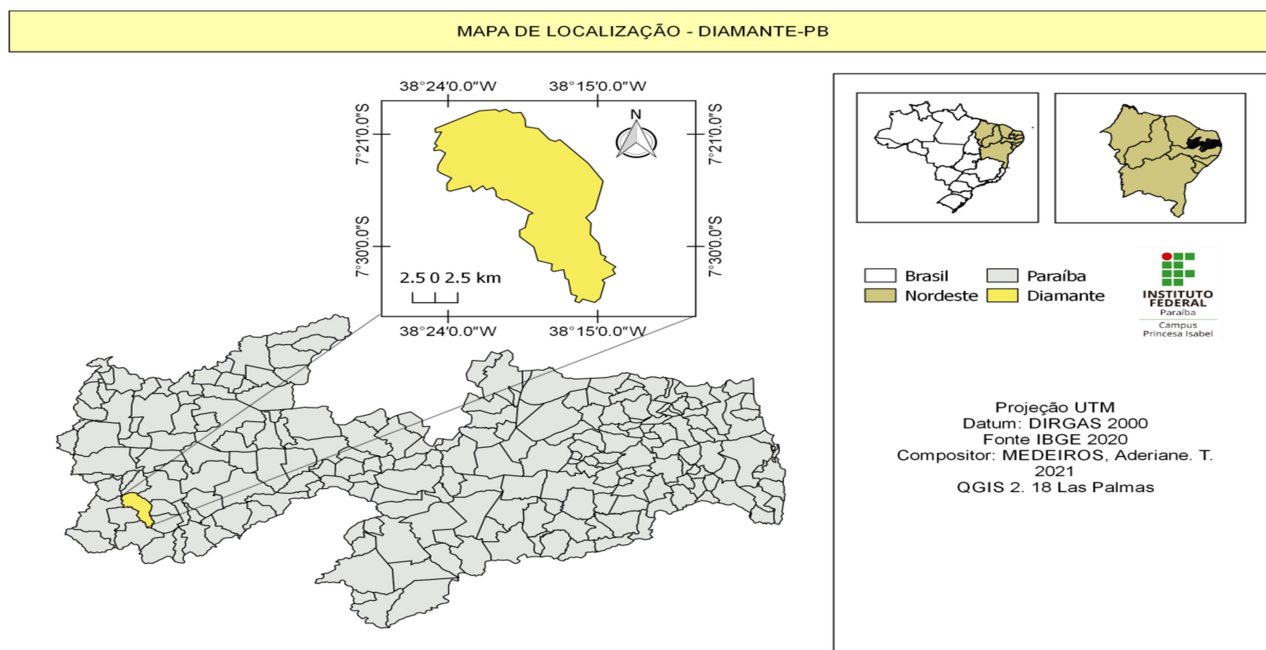 MAPA DE LOCALIZAÇÃO - DIAMANTE-PB
38°24'0.0"W 38°15'0.0"W
7°21'0.0"S 7°21'0.0"S
N
7°30'0.0"S 7°30'0.0"S
2.5 0 2.5 km
38°24'0.0"W 38°15'0.0"W
Brasil Paraíba
Nordeste Diamante
INSTITUTO
FEDERAL
Paraíba
Campus
Princesa Isabel
Projeção UTM
Datum: DIRGAS 2000
Fonte IBGE 2020
Compositor: MEDEIROS, Aderiane. T.
2021
QGIS 2. 18 Las Palmas